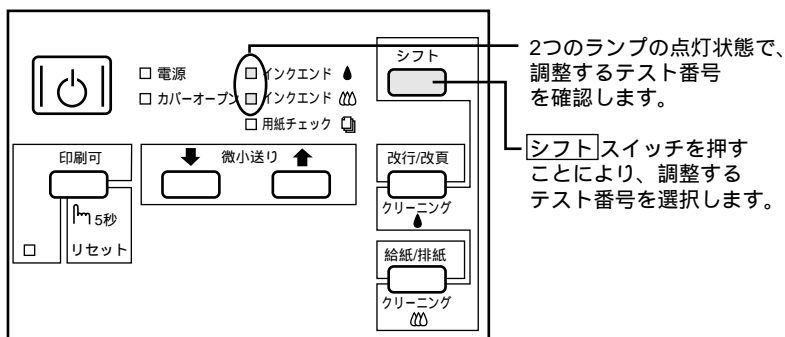 シフト
2つのランプの点灯状態で、
調整するテスト番号
を確認します。
□ 電源
□ インクエンド
□ カバーオープン
□ インクエンド
□ 用紙チェック
シフト スイッチを押す
ことにより、調整する
テスト番号を選択します。
印刷可
微小送り
改行/改頁
5秒
リセット
クリーニング
給紙/排紙
クリーニング